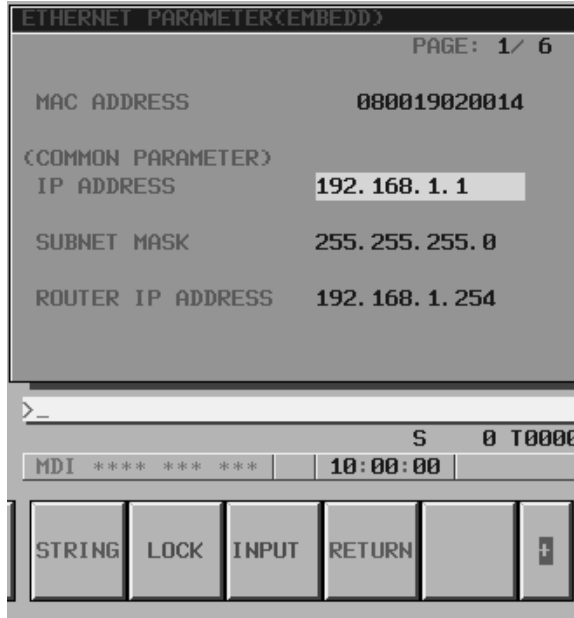 ETHERNET PARAMETER(EMBEDD)
PAGE: 1/ 6
MAC ADDRESS 080019020014
(COMMON PARAMETER)
IP ADDRESS 192.168.1.1
SUBNET MASK 255.255.255.0
ROUTER IP ADDRESS 192.168.1.254
>_
S 0 T0000
MDI **** *** *** 10:00:00
STRING LOCK INPUT RETURN +